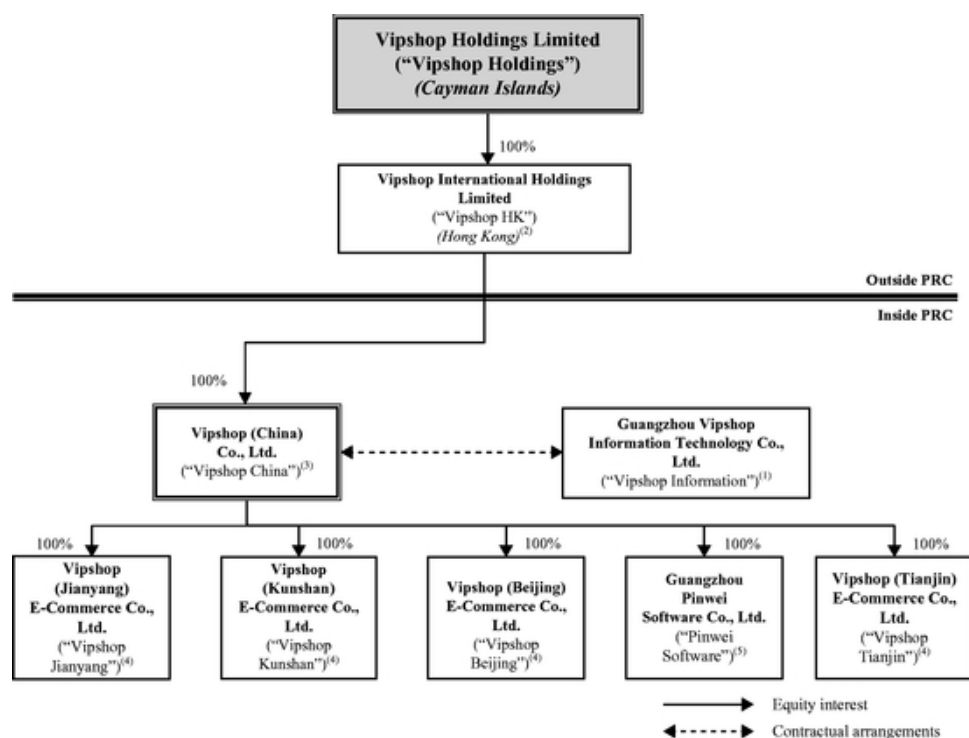 Vipshop Holdings Limited
(“Vipshop Holdings”)
(Cayman Islands)
100%
Vipshop International Holdings
Limited
(“Vipshop HK”)
(Hong Kong)(2)
Outside PRC
Inside PRC
100%
Vipshop (China)
Co., Ltd.
(“Vipshop China”)(3)
Guangzhou Vipshop
Information Technology Co.,
Ltd.
(“Vipshop Information”)(1)
100%
Vipshop
(Jianyang)
E-Commerce Co.,
Ltd.
(“Vipshop
Jianyang”)(4)
100%
Vipshop
(Kunshan)
E-Commerce Co.,
Ltd.
(“Vipshop
Kunshan”)(4)
100%
Vipshop (Beijing)
E-Commerce Co.,
Ltd.
(“Vipshop
Beijing”)(4)
100%
Guangzhou
Pinwei
Software Co., Ltd.
(“Pinwei
Software”)(5)
100%
Vipshop (Tianjin)
E-Commerce Co.,
Ltd.
(“Vipshop
Tianjin”)(4)
Equity interest
Contractual arrangements